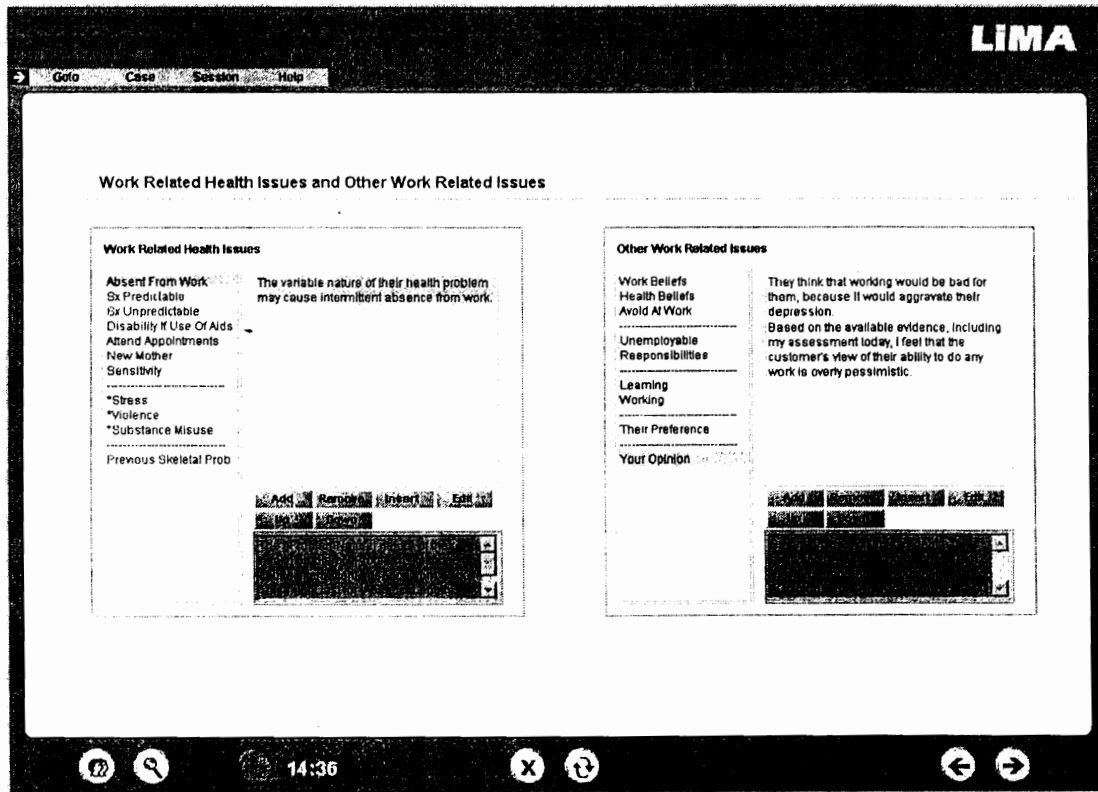 LiMA
Goto Case Session Help
Work Related Health Issues and Other Work Related Issues
Work Related Health Issues
Absent From Work
Sx Predictable
Sx Unpredictable
Disability If Use Of Aids
Attend Appointments
New Mother
Sensitivity
*Stress
*Violence
*Substance Misuse
Previous Skeletal Prob
The variable nature of their health problem
may cause intermittent absence from work.
Add Remove Insert Edit
Up Down
Other Work Related Issues
Work Beliefs
Health Beliefs
Avoid At Work
Unemployable
Responsibilities
Learning
Working
Their Preference
Your Opinion
They think that working would be bad for
them, because it would aggravate their
depression.
Based on the available evidence, including
my assessment today, I feel that the
customer's view of their ability to do any
work is overly pessimistic.
Add Remove Insert Edit
Up Down
14:36
X